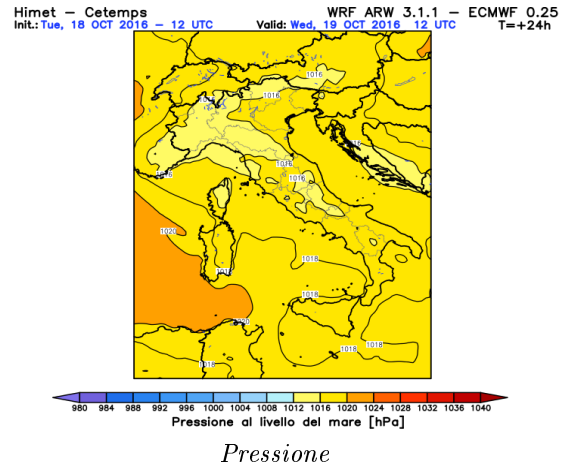 Himet – Cetemps WRF ARW 3.1.1 – ECMWF 0.25
Init.: Tue, 18 OCT 2016 – 12 UTC Valid: Wed, 19 OCT 2016 12 UTC T=+24h
1016
1016
1016
1016
1016
1020
1018
1018
1018
1018
980 984 988 992 996 1000 1004 1008 1012 1016 1020 1024 1028 1032 1036 1040
Pressione al livello del mare [hPa]
Pressione